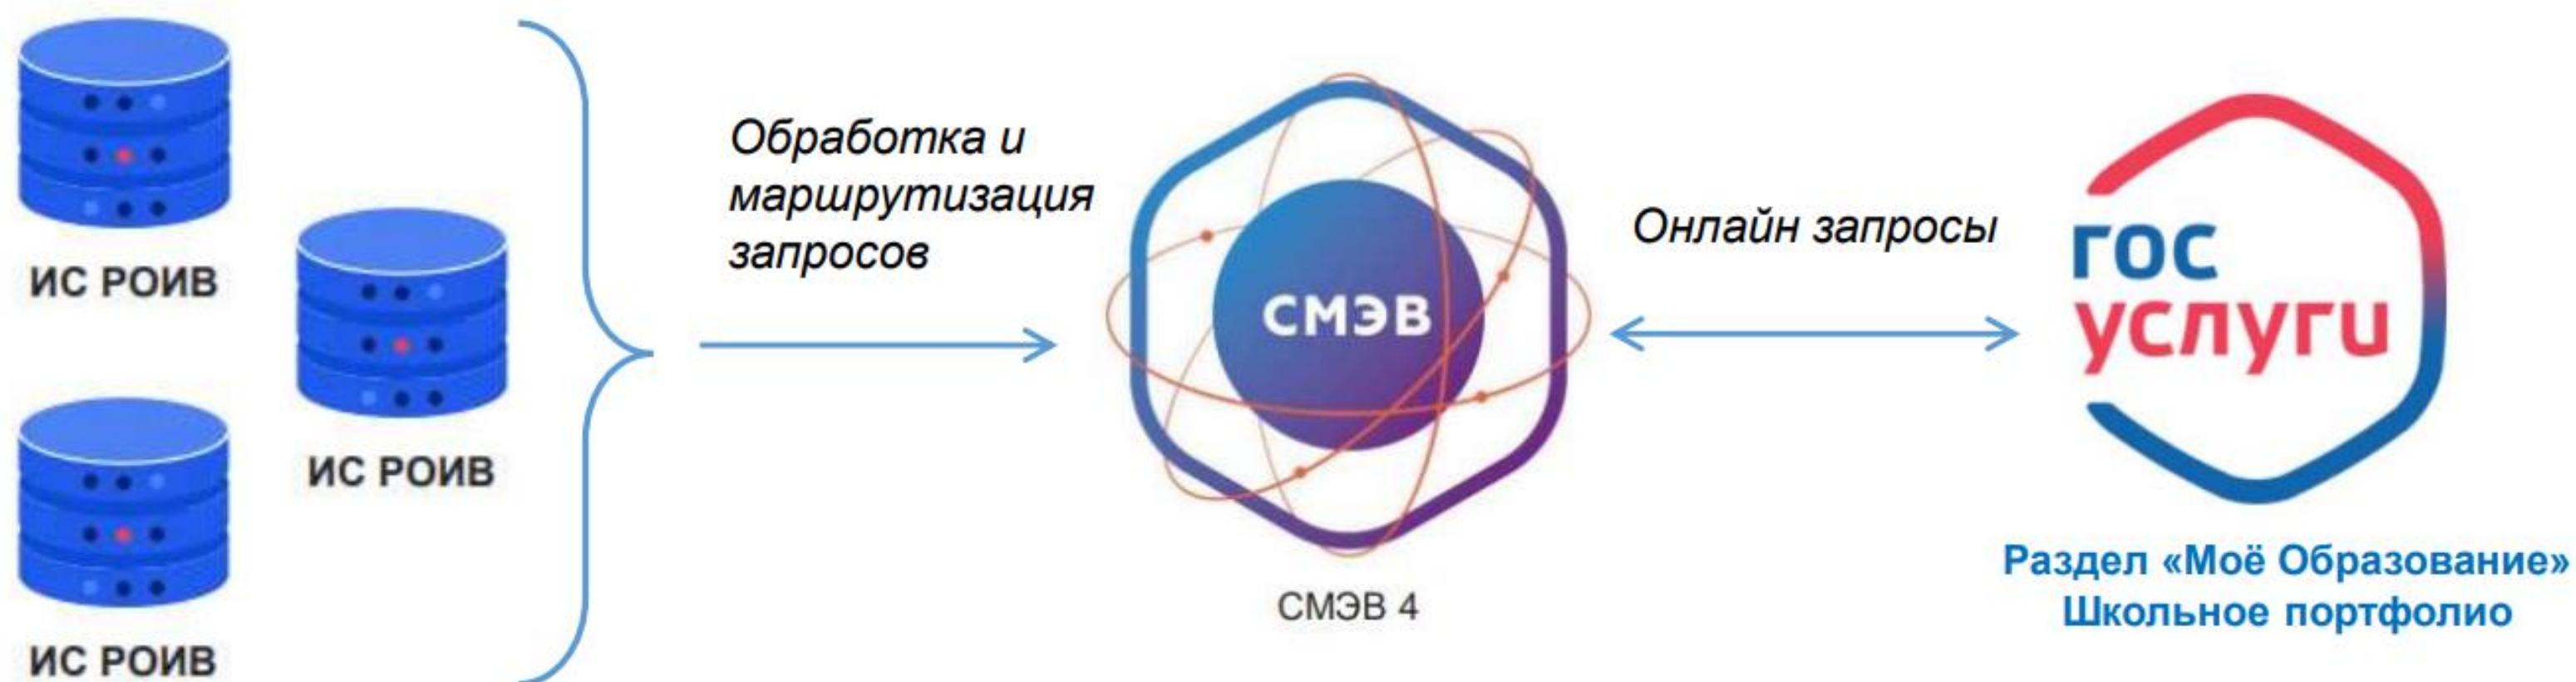 ИС РОИВ
ИС РОИВ
ИС РОИВ
Обработка и
маршрутизация
запросов
СМЭВ
СМЭВ 4
Онлайн запросы
гос
услуги
Раздел «Моё Образование»
Школьное портфолио